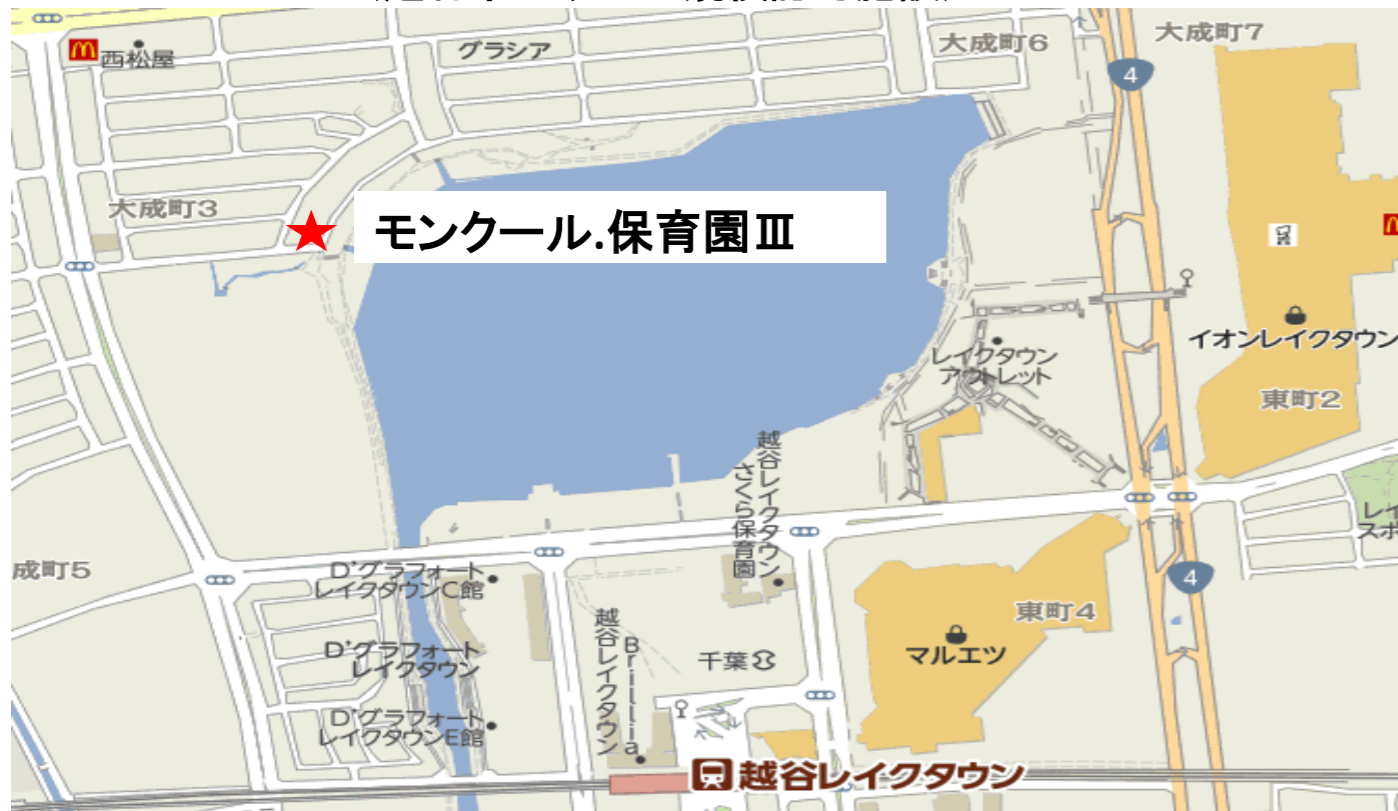 西松屋
グラシア
大成町6
大成町7
4
大成町3
モンクール.保育園Ⅲ
イオンレイクタウン
レイクタウン
アウトレット
東町2
越谷レイクタウン
さくら保育園
レイ
スポ
成町5
D'グラフォート
レイクタウンC館
4
東町4
D'グラフォート
レイクタウン
越谷レイクタウン
Brillia
千葉
マルエツ
D'グラフォート
レイクタウンE館
越谷レイクタウン